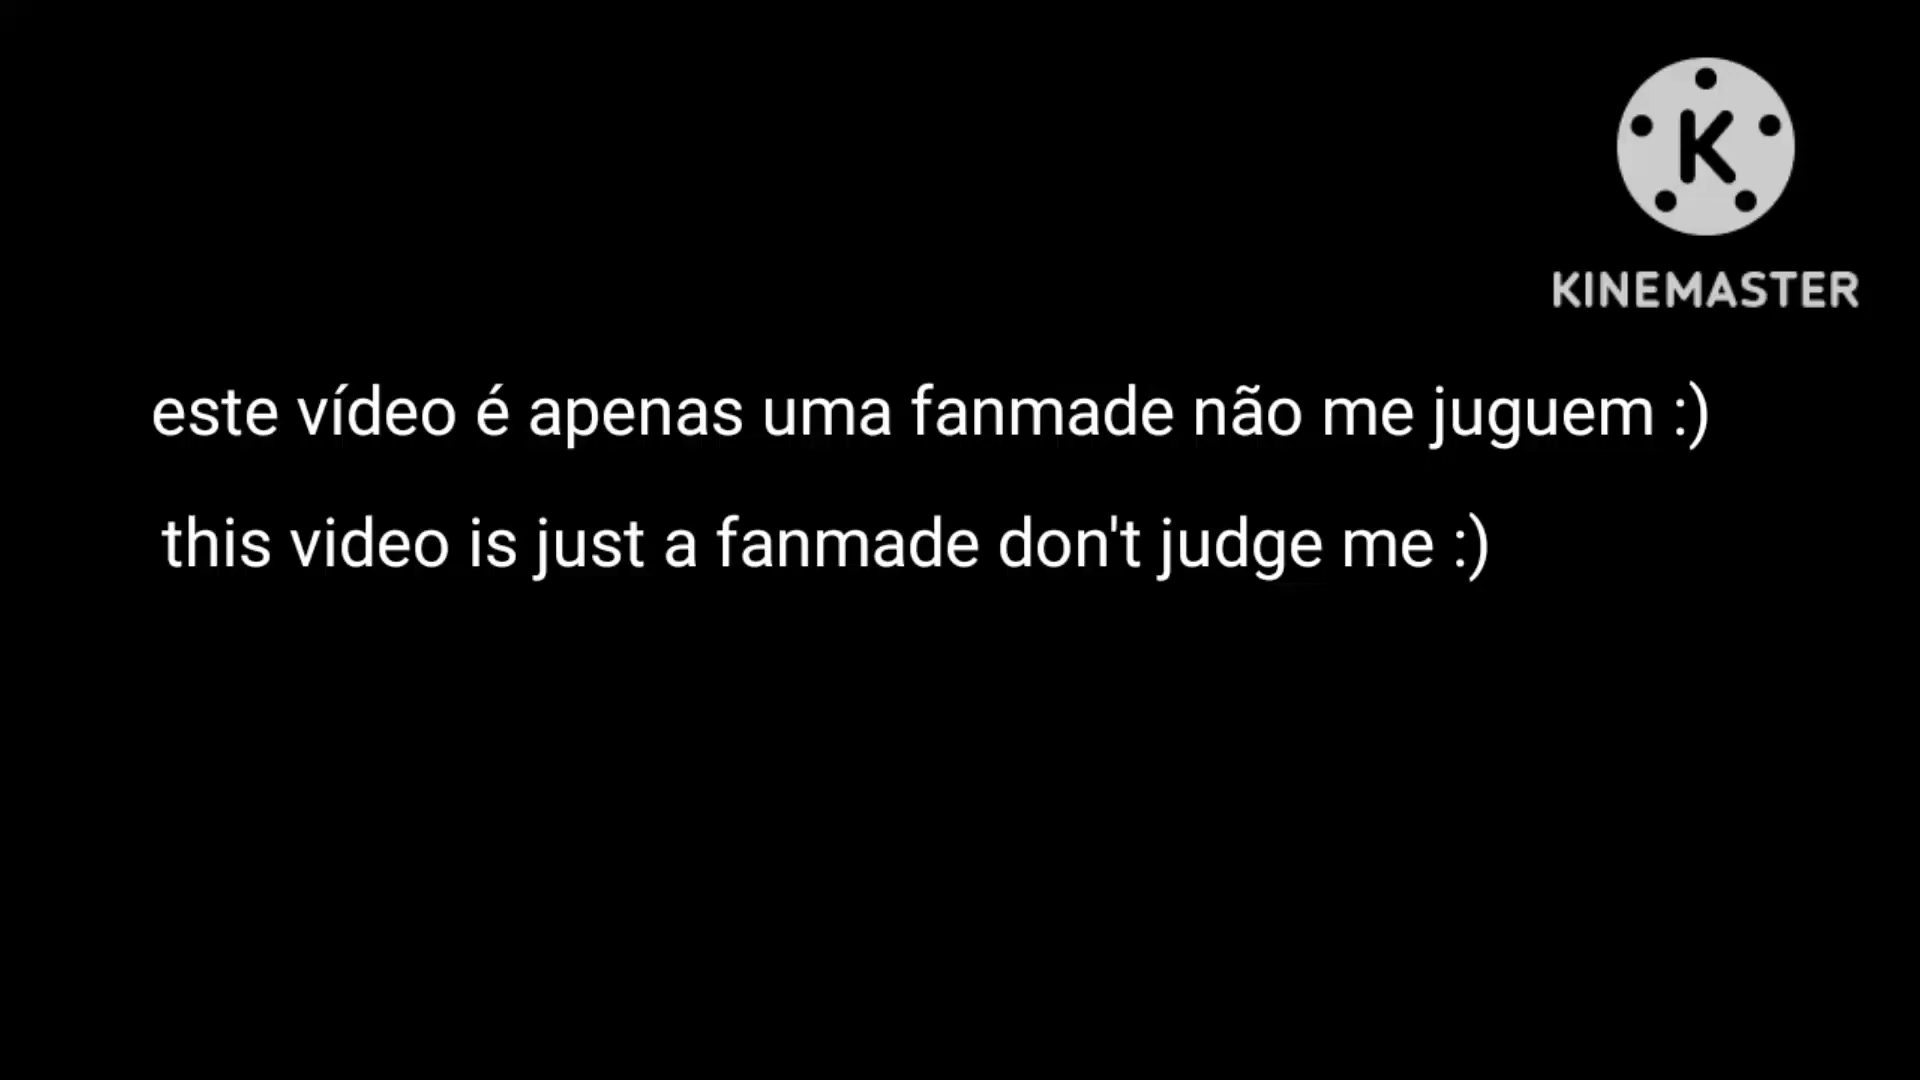 K
KINEMASTER
este vídeo é apenas uma fanmade não me juguem :)
this video is just a fanmade don't judge me :)